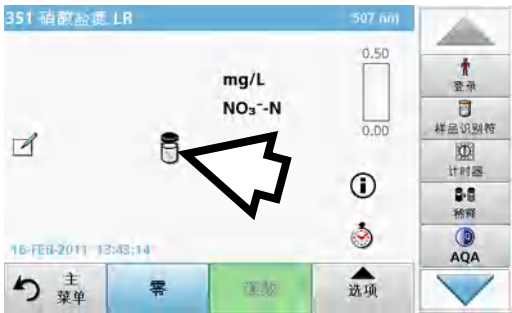 351 硝酸盐氮 LR
507 nm
0.50
mg/L
NO₃⁻-N
0.00
16-FEB-2011 13:43:14
主
菜单
零
选项
登录
样品识别符
计时器
稀释
AQA